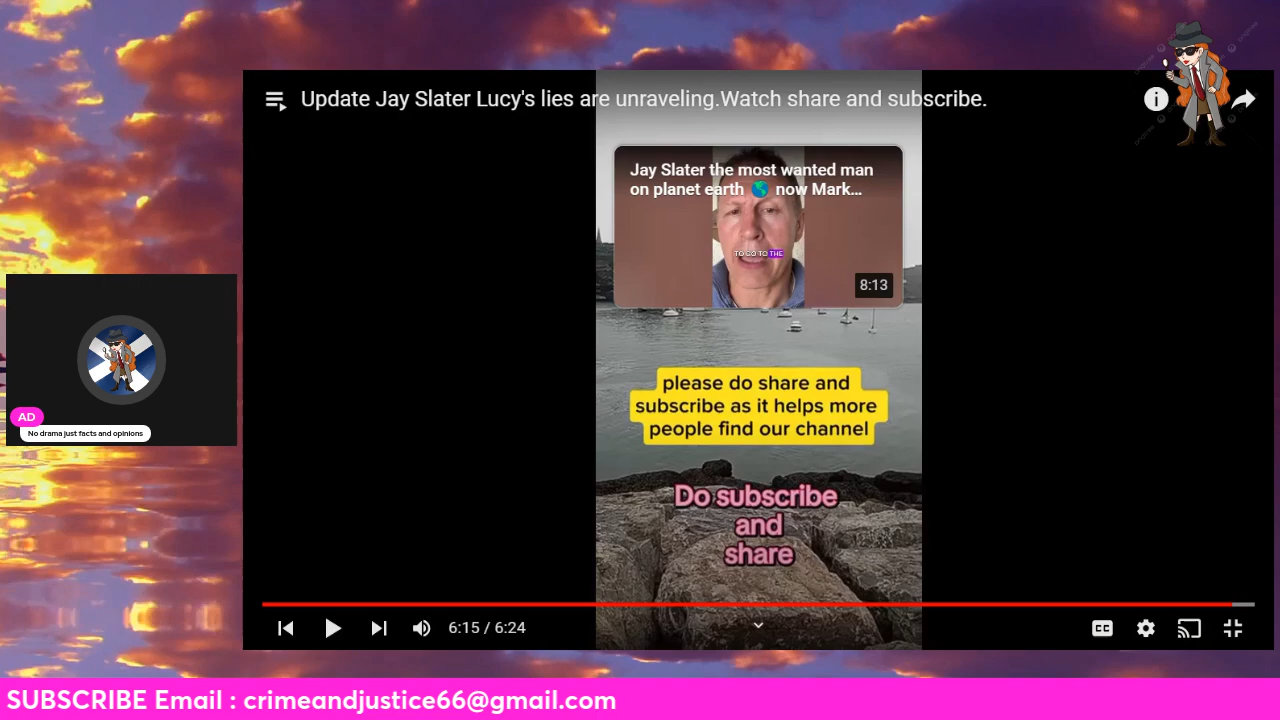 Update Jay Slater Lucy's lies are unraveling.Watch share and subscribe.
Jay Slater the most wanted man
on planet earth 🌎 now Mark...
TO GO TO THE
8:13
please do share and
subscribe as it helps more
people find our channel
Do subscribe
and
share
AD
No drama just facts and opinions
6:15 / 6:24
CC
SUBSCRIBE Email : crimeandjustice66@gmail.com